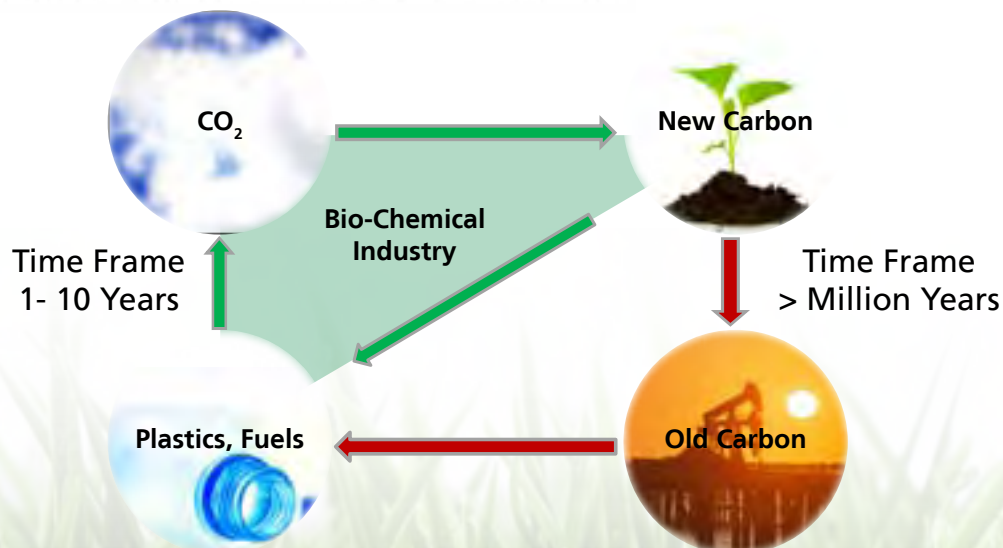 CO₂
New Carbon
Bio-Chemical
Industry
Time Frame
1- 10 Years
Time Frame
> Million Years
Plastics, Fuels
Old Carbon